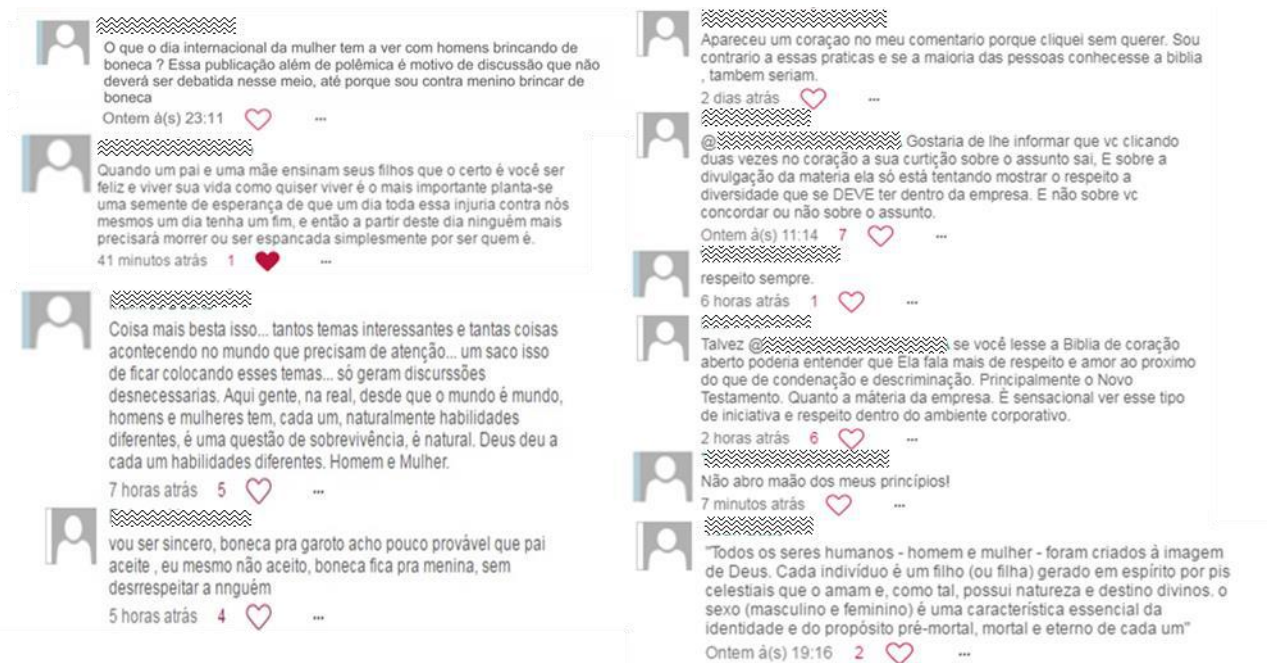 O que o dia internacional da mulher tem a ver com homens brincando de
boneca ? Essa publicação além de polêmica é motivo de discussão que não
deverá ser debatida nesse meio, até porque sou contra menino brincar de
boneca
Ontem á(s) 23:11
Quando um pai e uma mãe ensinam seus filhos que o certo é você ser
feliz e viver sua vida como quiser viver é o mais importante planta-se
uma semente de esperança de que um dia toda essa injuria contra nós
mesmos um dia tenha um fim, e então a partir deste dia ninguém mais
precisará morrer ou ser espancada simplesmente por ser quem é.
41 minutos atrás 1
Coisa mais besta isso... tantos temas interessantes e tantas coisas
acontecendo no mundo que precisam de atenção... um saco isso
de ficar colocando esses temas... só geram discurssões
desnecessarias. Aqui gente, na real, desde que o mundo é mundo,
homens e mulheres tem, cada um, naturalmente habilidades
diferentes, é uma questão de sobrevivência, é natural. Deus deu a
cada um habilidades diferentes. Homem e Mulher.
7 horas atrás 5
vou ser sincero, boneca pra garoto acho pouco provável que pai
aceite , eu mesmo não aceito, boneca fica pra menina, sem
desrrespeitar a nnguém
5 horas atrás 4
Apareceu um coraçao no meu comentario porque cliquei sem querer. Sou
contrario a essas praticas e se a maioria das pessoas conhecesse a biblia
, tambem seriam.
2 dias atrás
@ Gostaria de lhe informar que vc clicando
duas vezes no coração a sua curtição sobre o assunto sai, E sobre a
divulgação da materia ela só está tentando mostrar o respeito a
diversidade que se DEVE ter dentro da empresa. E não sobre vc
concordar ou não sobre o assunto.
Ontem á(s) 11:14 7
respeito sempre.
6 horas atrás 1
Talvez @ se você lesse a Biblia de coração
aberto poderia entender que Ela fala mais de respeito e amor ao próximo
do que de condenação e descriminação. Principalmente o Novo
Testamento. Quanto a máteria da empresa. È sensacional ver esse tipo
de iniciativa e respeito dentro do ambiente corporativo.
2 horas atrás 6
Não abro maão dos meus princípios!
7 minutos atrás
"Todos os seres humanos - homem e mulher - foram criados à imagem
de Deus. Cada indivíduo é um filho (ou filha) gerado em espírito por pis
celestiais que o amam e, como tal, possui natureza e destino divinos. o
sexo (masculino e feminino) é uma característica essencial da
identidade e do propósito pré-mortal, mortal e eterno de cada um"
Ontem á(s) 19:16 2